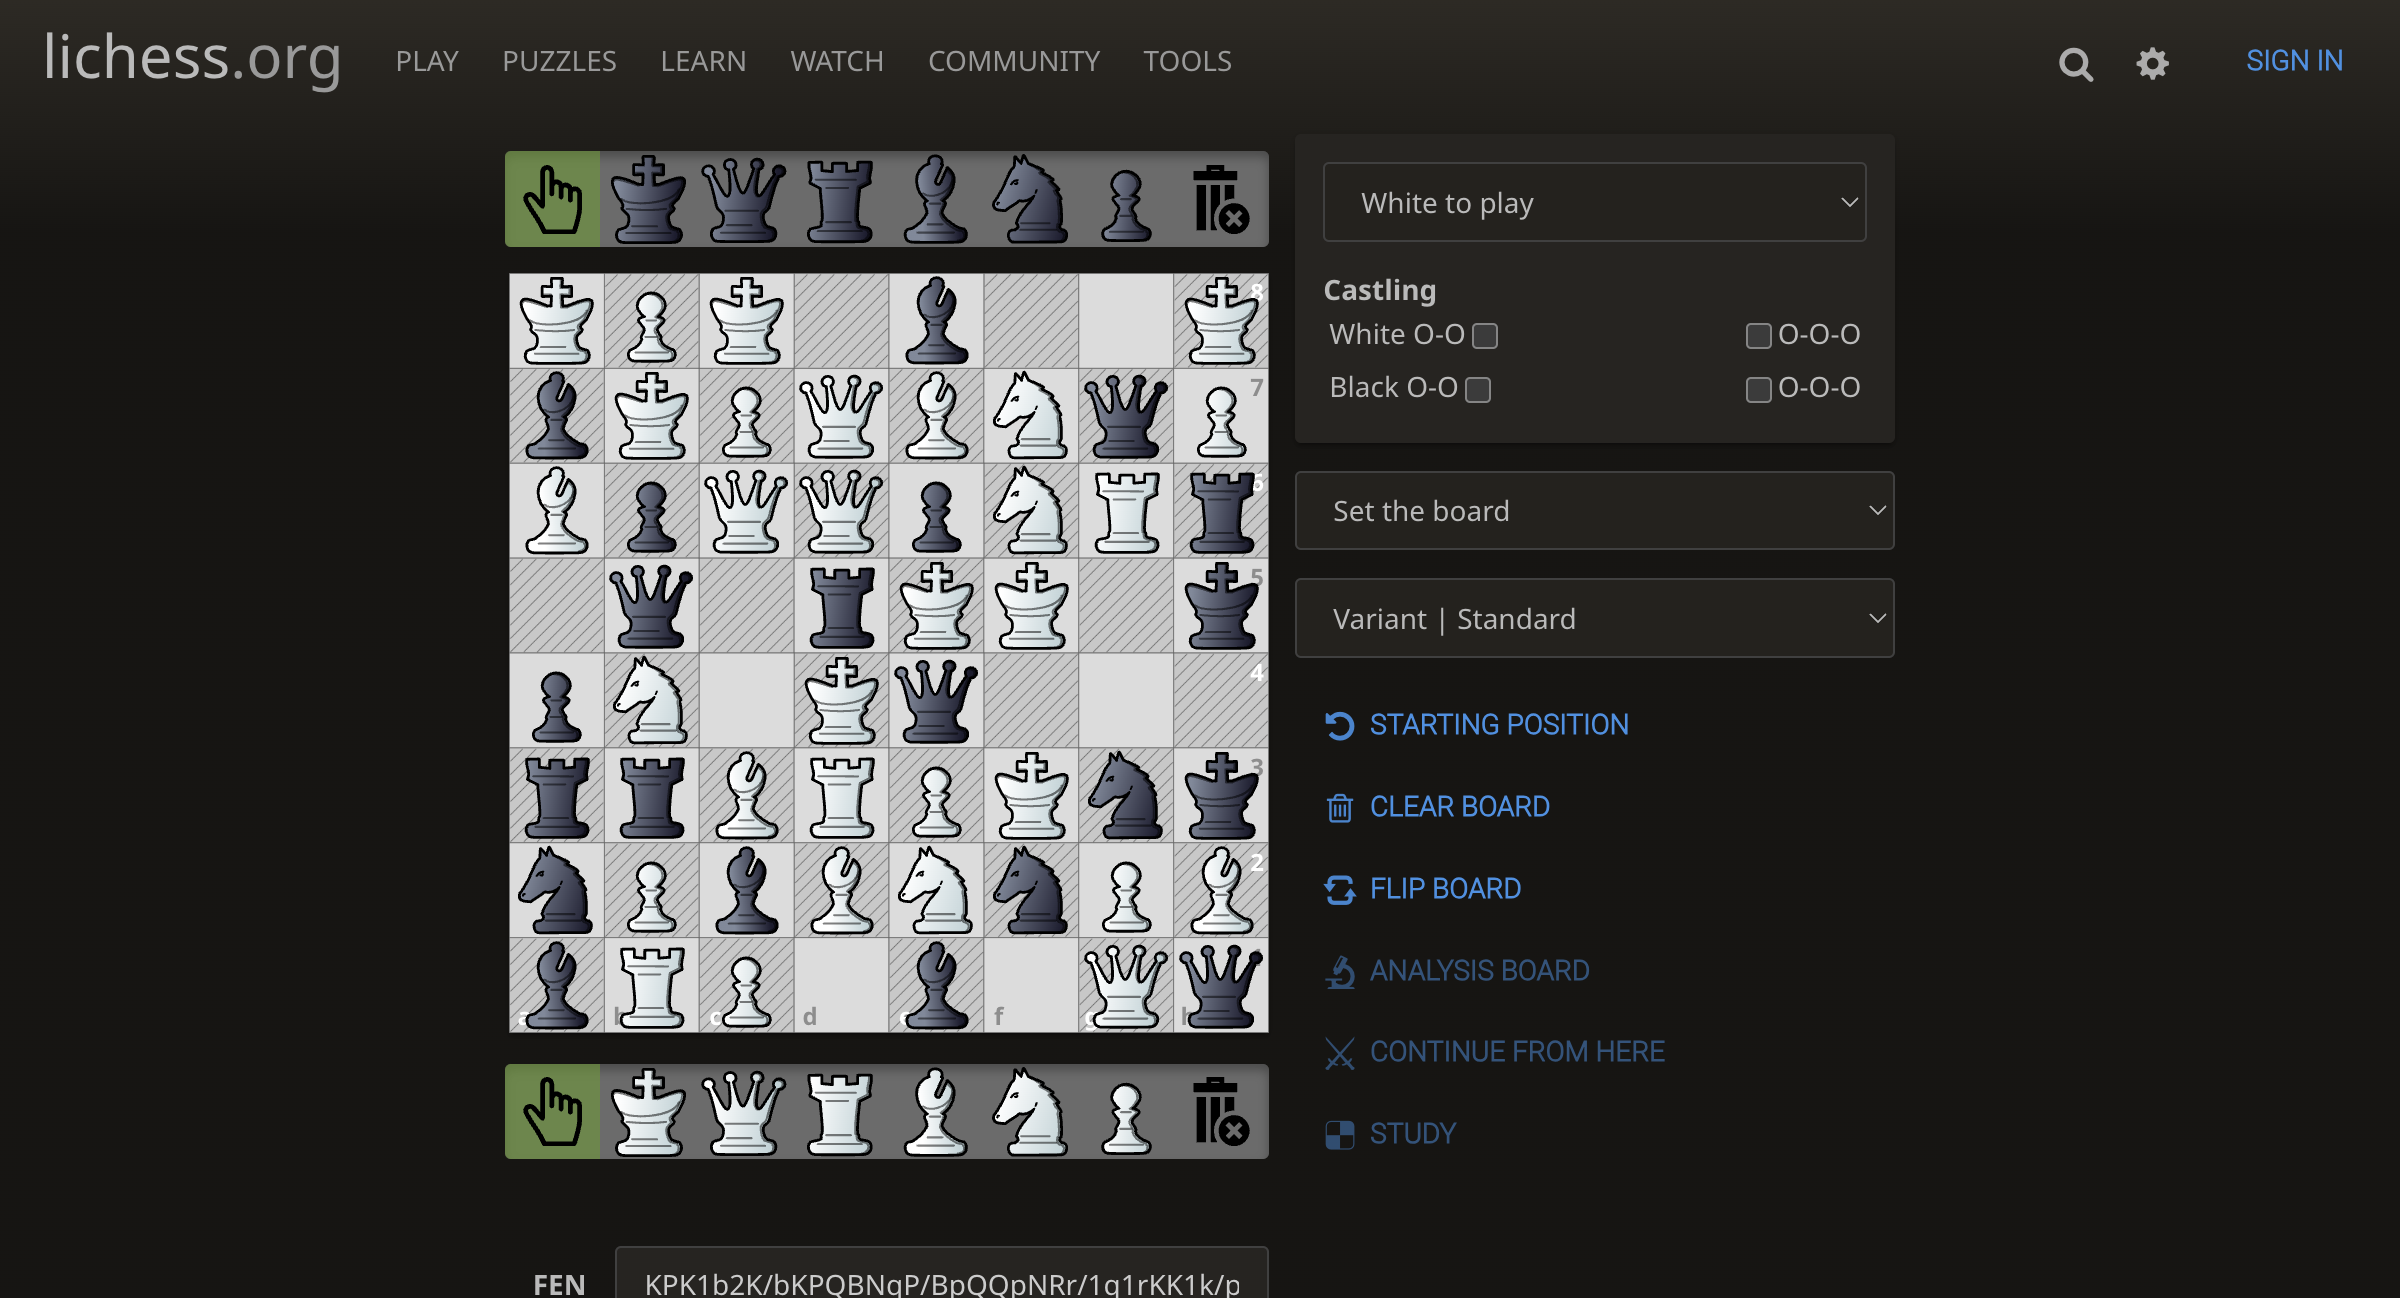 lichess.org PLAY PUZZLES LEARN WATCH COMMUNITY TOOLS SIGN IN
White to play
Castling
White O-O O-O-O
Black O-O O-O-O
Set the board
Variant | Standard
STARTING POSITION
CLEAR BOARD
FLIP BOARD
ANALYSIS BOARD
CONTINUE FROM HERE
STUDY
8
7
6
5
4
3
2
a b c d e f g h
FEN KPK1b2K/bKPQBNqP/BpQQpNRr/1q1rKK1k/p